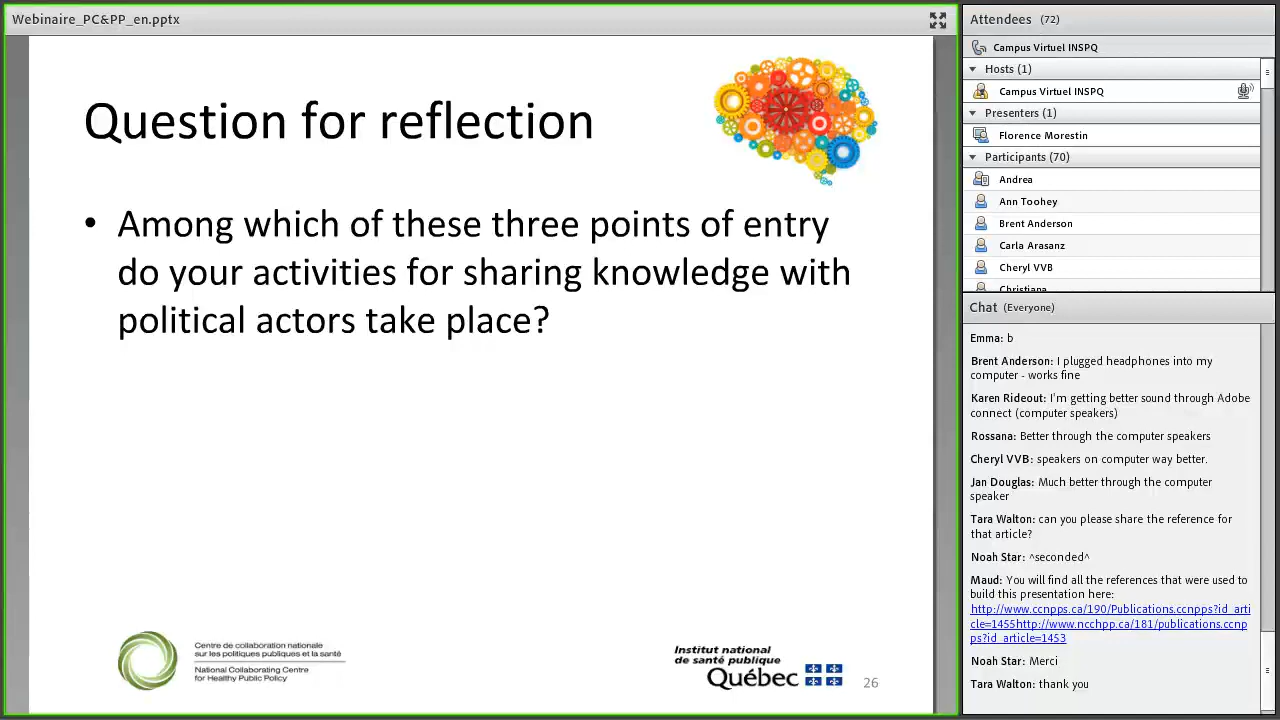 Webinaire_PC&PP_en.pptx
Question for reflection
• Among which of these three points of entry
do your activities for sharing knowledge with
political actors take place?
Centre de collaboration nationale
sur les politiques publiques et la santé
National Collaborating Centre
for Healthy Public Policy
Institut national
de santé publique
Québec
26
Attendees (72)
Campus Virtuel INSPQ
Hosts (1)
Campus Virtuel INSPQ
Presenters (1)
Florence Morestin
Participants (70)
Andrea
Ann Toohey
Brent Anderson
Carla Arasanz
Cheryl VVB
Christiana
Chat (Everyone)
Emma: b
Brent Anderson: I plugged headphones into my
computer - works fine
Karen Rideout: I'm getting better sound through Adobe
connect (computer speakers)
Rossana: Better through the computer speakers
Cheryl VVB: speakers on computer way better.
Jan Douglas: Much better through the computer
speaker
Tara Walton: can you please share the reference for
that article?
Noah Star: ^seconded^
Maud: You will find all the references that were used to
build this presentation here:
http://www.ccnpps.ca/190/Publications.ccnpps?id_arti
cle=1455http://www.ncchpp.ca/181/publications.ccnp
ps?id_article=1453
Noah Star: Merci
Tara Walton: thank you